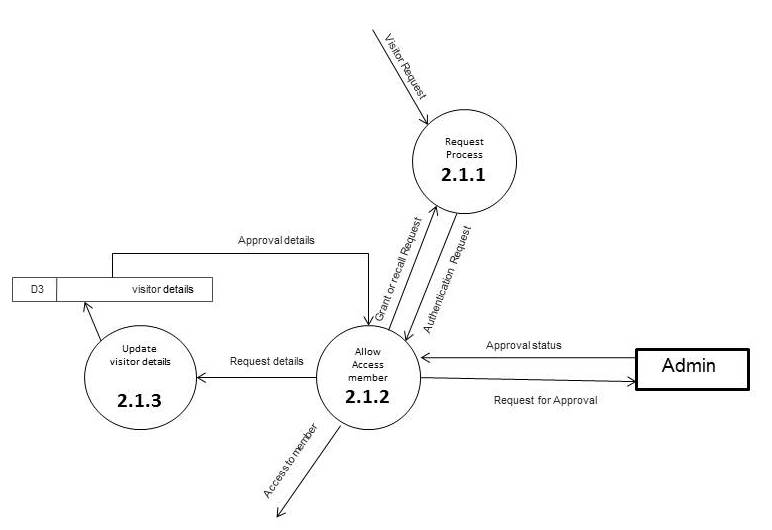 Visitor Request
Request
Process
2.1.1
Grant or recall Request
Authentication Request
Approval details
D3 visitor details
Update
visitor details
2.1.3
Request details
Allow
Access
member
2.1.2
Approval status
Admin
Request for Approval
Access to member